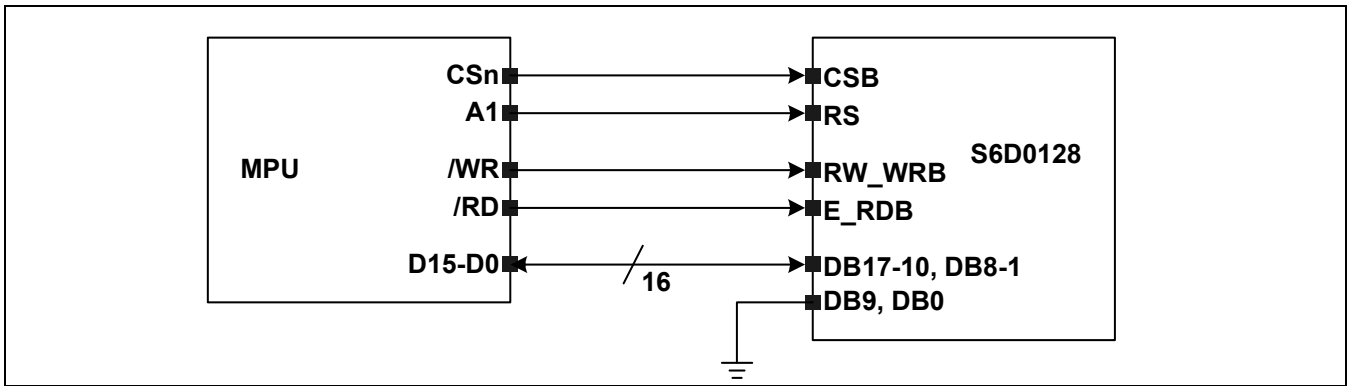 CSn
CSB
A1
RS
MPU
S6D0128
/WR
RW_WRB
/RD
E_RDB
D15-D0
16
DB17-10, DB8-1
DB9, DB0